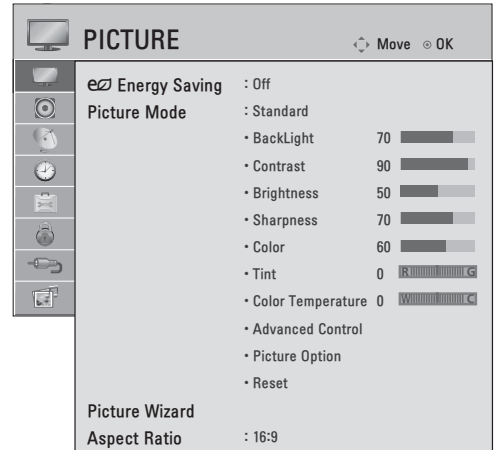 PICTURE
Move ⊙ OK
Energy Saving : Off
Picture Mode : Standard
• BackLight 70
• Contrast 90
• Brightness 50
• Sharpness 70
• Color 60
• Tint 0 R G
• Color Temperature 0 W C
• Advanced Control
• Picture Option
• Reset
Picture Wizard
Aspect Ratio : 16:9